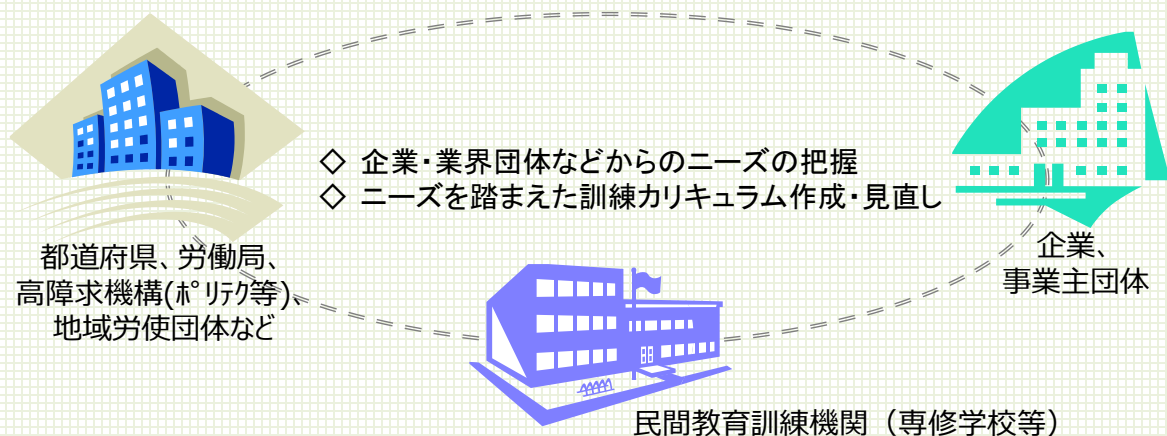 ◇ 企業・業界団体などからのニーズの把握
◇ ニーズを踏まえた訓練カリキュラム作成・見直し
都道府県、労働局、
高障求機構(ﾎﾟﾘﾃｸ等)、
地域労使団体など
企業、
事業主団体
民間教育訓練機関（専修学校等）